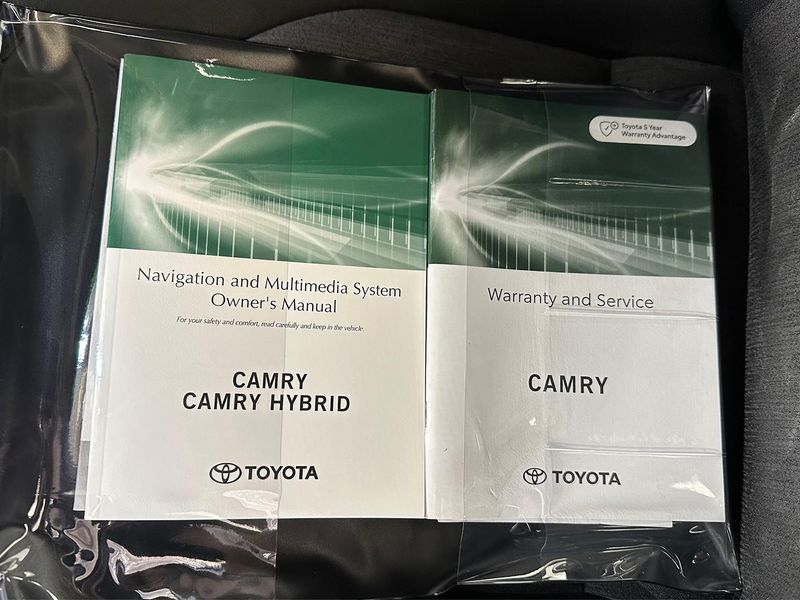 Navigation and Multimedia System
Owner's Manual
For your safety and comfort, read carefully and keep in the vehicle.
CAMRY
CAMRY HYBRID
TOYOTA
Toyota 5 Year
Warranty Advantage
Warranty and Service
CAMRY
TOYOTA